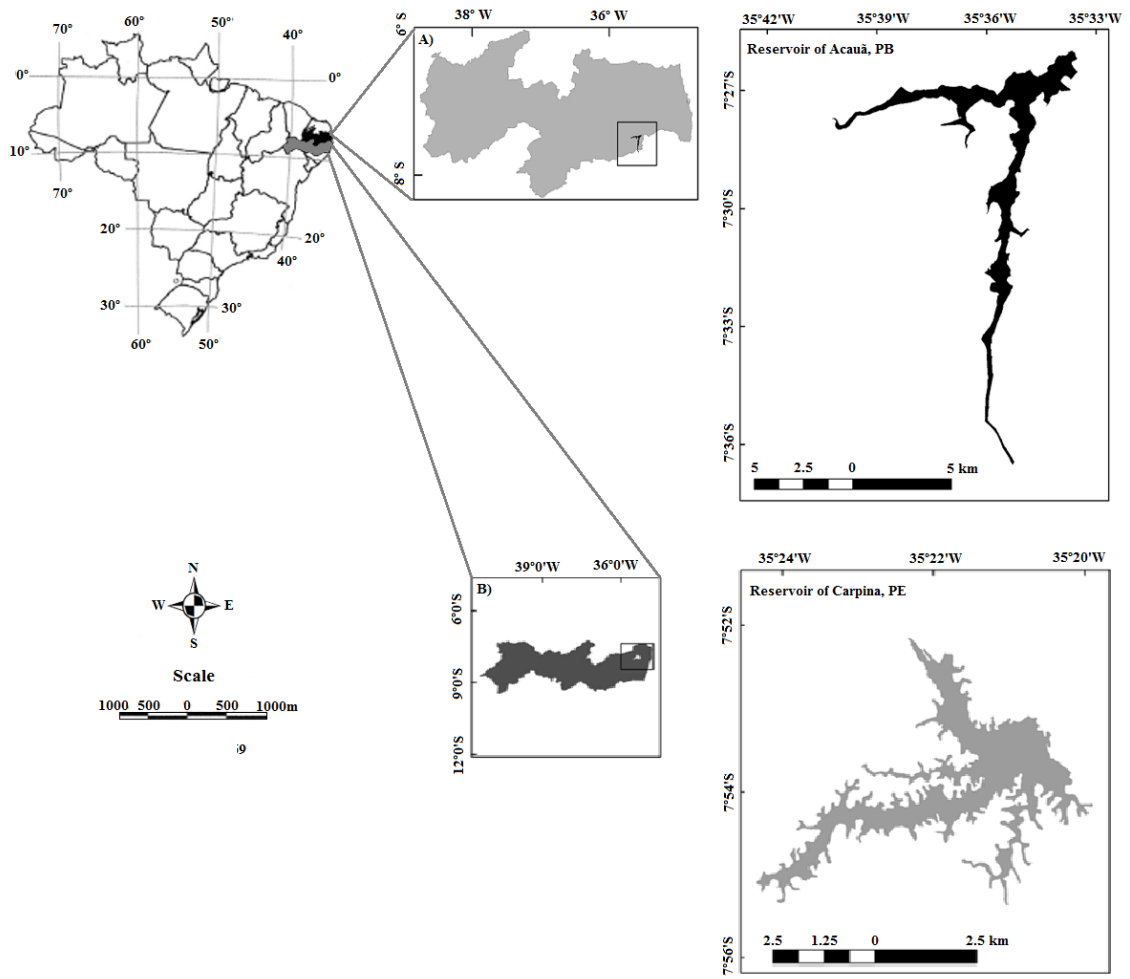 70°
60°
50°
40°
0°
0°
10°
70°
20°
20°
40°
30°
30°
60°
50°
38° W
36° W
6° S
A)
8° S
35°42'W
35°39'W
35°36'W
35°33'W
Reservoir of Acauã, PB
7°27'S
7°30'S
7°33'S
7°36'S
5 2.5 0 5 km
N
W E
S
Scale
1000 500 0 500 1000m
39°0'W
36°0'W
B)
6°0'S
9°0'S
12°0'S
35°24'W
35°22'W
35°20'W
Reservoir of Carpina, PE
7°52'S
7°54'S
7°56'S
2.5 1.25 0 2.5 km